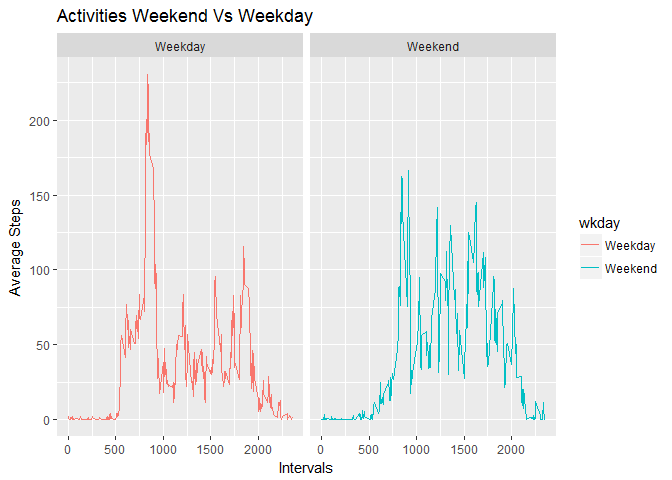 Activities Weekend Vs Weekday
Weekday
Weekend
Average Steps
200
150
100
50
0
0
500
1000
1500
2000
0
500
1000
1500
2000
Intervals
wkday
Weekday
Weekend